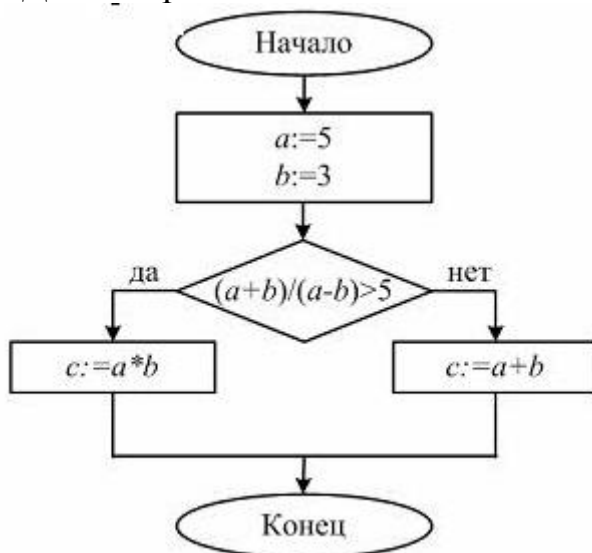 Начало
a:=5
b:=3
(a+b)/(a-b)>5
да
нет
c:=a*b
c:=a+b
Конец